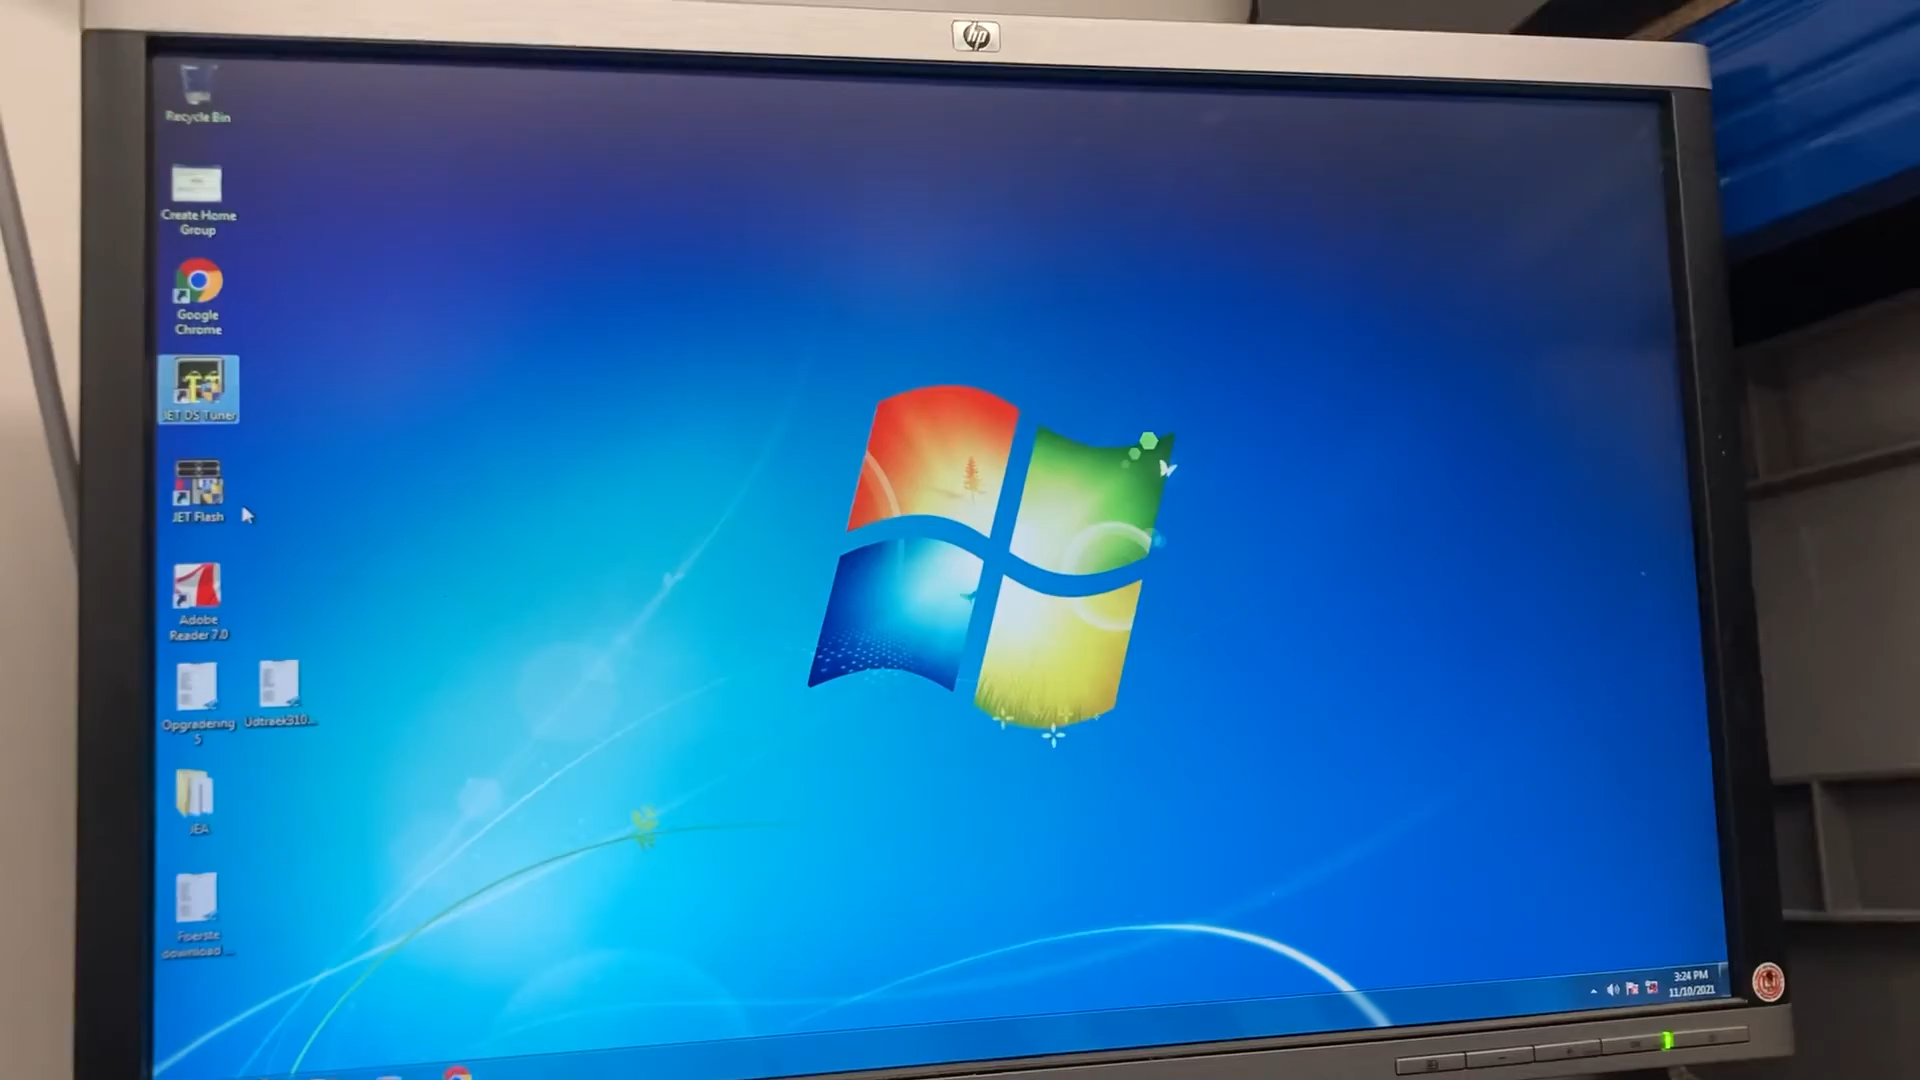 hp
Recycle Bin
Create Home
Group
Google
Chrome
JET DS Tuner
JET Flash
Adobe
Reader 7.0
Opgradering
5
Udtraek310...
JEA
Foerste
download ...
3:24 PM
11/10/2021